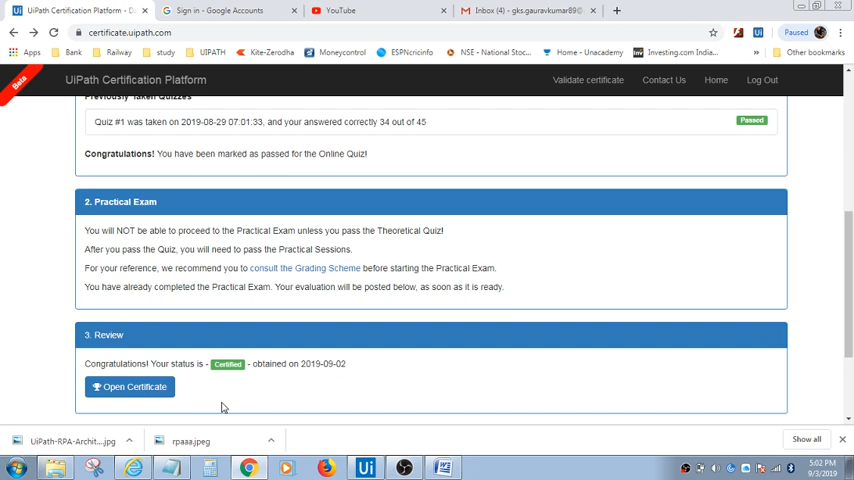 UiPath Certification Platform - Da
Sign in - Google Accounts
YouTube
Inbox (4) - gks.gauravkumar89@
certificate.uipath.com
Paused
Apps
Bank
Railway
study
UIPATH
Kite-Zerodha
Moneycontrol
ESPNcricinfo
NSE - National Stoc...
Home - Unacademy
Investing.com India...
»
Other bookmarks
Beta
UiPath Certification Platform
Validate certificate
Contact Us
Home
Log Out
Previously Taken Quizzes
Quiz #1 was taken on 2019-08-29 07:01:33, and your answered correctly 34 out of 45
Passed
Congratulations! You have been marked as passed for the Online Quiz!
2. Practical Exam
You will NOT be able to proceed to the Practical Exam unless you pass the Theoretical Quiz!
After you pass the Quiz, you will need to pass the Practical Sessions.
For your reference, we recommend you to consult the Grading Scheme before starting the Practical Exam.
You have already completed the Practical Exam. Your evaluation will be posted below, as soon as it is ready.
3. Review
Congratulations! Your status is - Certified - obtained on 2019-09-02
Open Certificate
UiPath-RPA-Archit....jpg
rpaaa.jpeg
Show all
Ui
5:02 PM
9/3/2019